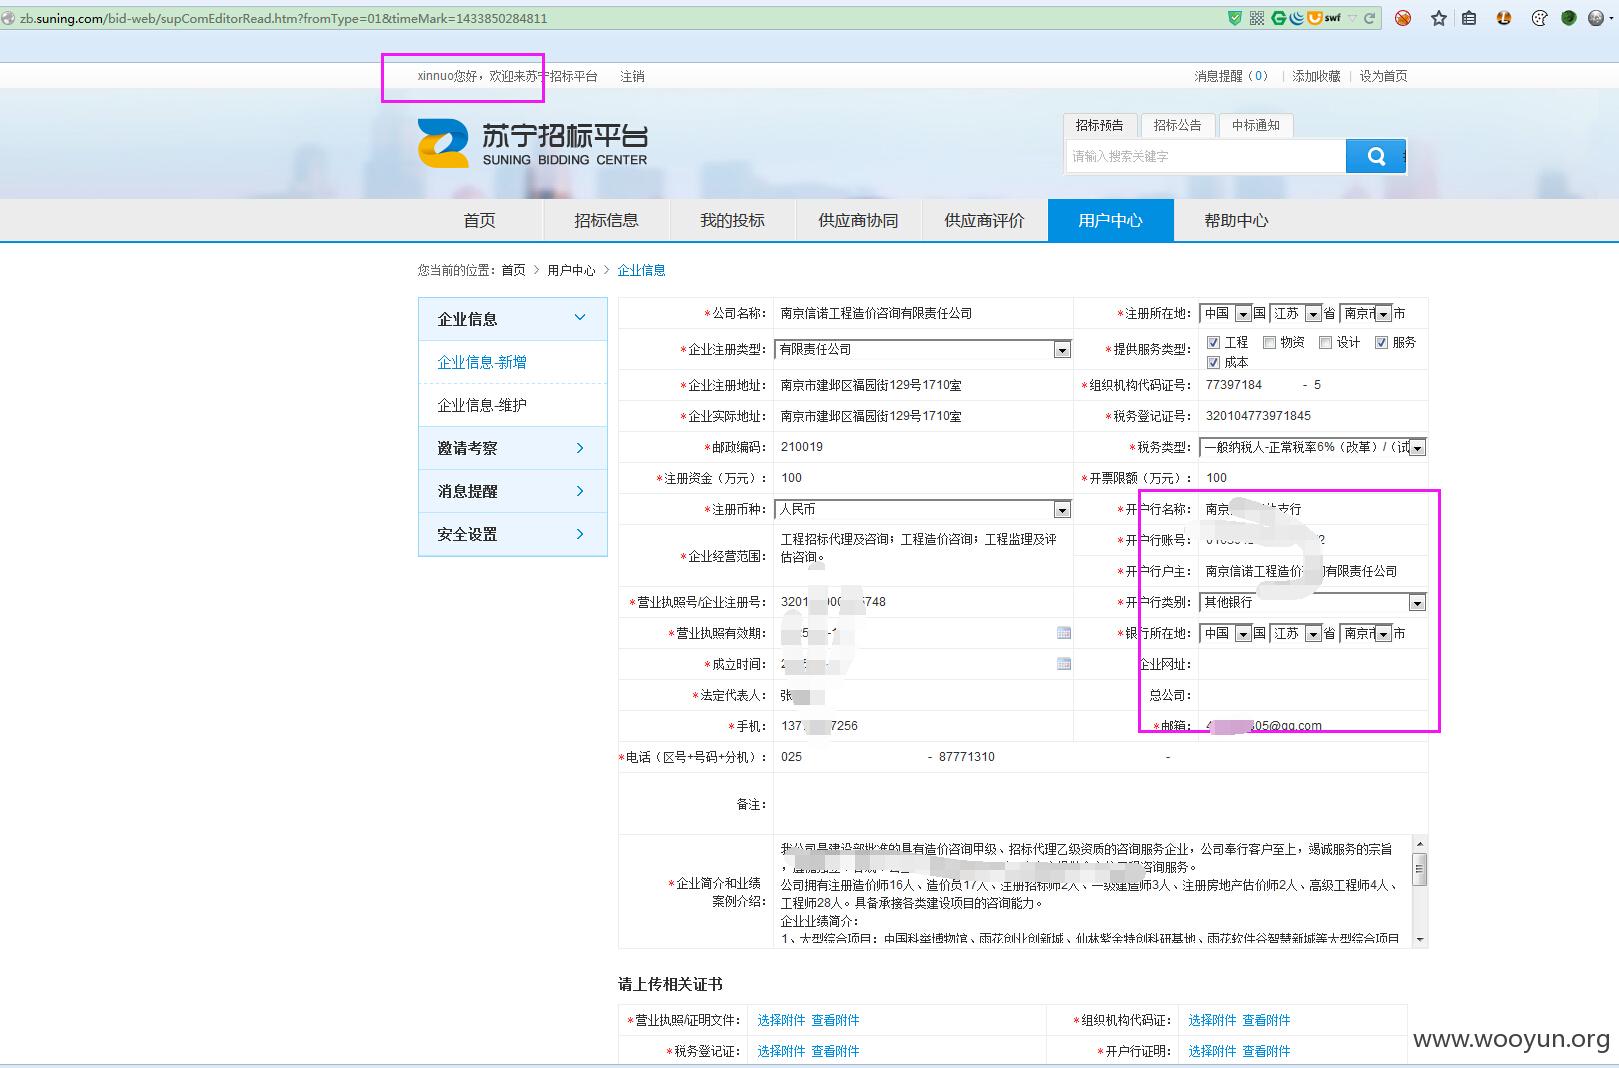 zb.suning.com/bid-web/supComEditorRead.htm?fromType=01&timeMark=1433850284811
swf
xinnuo您好，欢迎来苏宁招标平台 注销
消息提醒（0） 添加收藏 设为首页
苏宁招标平台
SUNING BIDDING CENTER
招标预告 招标公告 中标通知
请输入搜索关键字
首页 招标信息 我的投标 供应商协同 供应商评价 用户中心 帮助中心
您当前的位置：首页 > 用户中心 > 企业信息
企业信息
企业信息-新增
企业信息-维护
邀请考察
消息提醒
安全设置
*公司名称： 南京信诺工程造价咨询有限责任公司 *注册所在地： 中国 国 江苏 省 南京市 市
*企业注册类型： 有限责任公司 *提供服务类型： 工程 物资 设计 服务
成本
*企业注册地址： 南京市建邺区福园街129号1710室 *组织机构代码证号： 77397184 - 5
*企业实际地址： 南京市建邺区福园街129号1710室 *税务登记证号： 320104773971845
*邮政编码： 210019 *税务类型： 一般纳税人-正常税率6%（改革）/（试
*注册资金（万元）： 100 *开票限额（万元）： 100
*注册币种： 人民币 *开户行名称： 南京 支行
*企业经营范围： 工程招标代理及咨询；工程造价咨询；工程监理及评
估咨询。
*开户行账号：
*开户行户主： 南京信诺工程造价 有限责任公司
*营业执照号/企业注册号： 3201 748 *开户行类别： 其他银行
*营业执照有效期： *银行所在地： 中国 国 江苏 省 南京市 市
*成立时间： 企业网址：
*法定代表人： 张 总公司：
*手机： 137 7256 *邮箱： 05@qq.com
*电话（区号+号码+分机）： 025 - 87771310 -
备注：
*企业简介和业绩
案例介绍：
我公司是建设部批准的具有造价咨询甲级、招标代理乙级资质的咨询服务企业，公司奉行客户至上，竭诚服务的宗旨
咨询服务。
公司拥有注册造价师16人、造价员17人、注册招标师2人、一级建造师3人、注册房地产估价师2人、高级工程师4人、
工程师28人。具备承接各类建设项目的咨询能力。
企业业绩简介：
1、大型综合项目：中国科举博物馆、雨花创业创新城、仙林紫金特创科研基地、雨花软件谷智慧新城等大型综合项目
请上传相关证书
*营业执照/证明文件： 选择附件 查看附件 *组织机构代码证： 选择附件 查看附件
*税务登记证： 选择附件 查看附件 *开户行证明： 选择附件 查看附件
www.wooyun.org